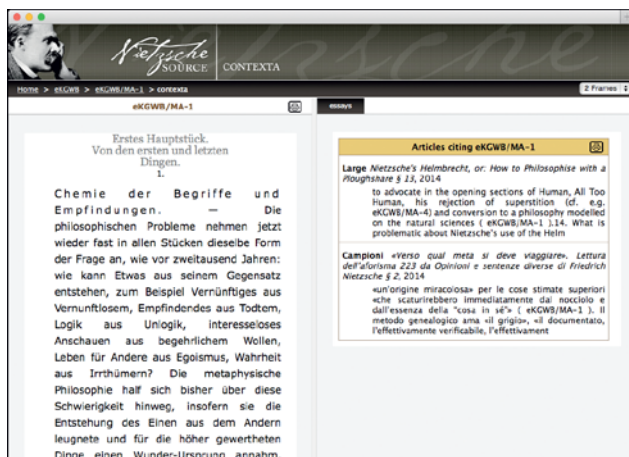 Nietzsche
SOURCE
CONTEXTA
Home > eKGWB > eKGWB/MA-1 > contexta
2 Frames
eKGWB/MA-1
Erstes Hauptstück.
Von den ersten und letzten
Dingen.
1.
Chemie der Begriffe und
Empfindungen. — Die
philosophischen Probleme nehmen jetzt
wieder fast in allen Stücken dieselbe Form
der Frage an, wie vor zweitausend Jahren:
wie kann Etwas aus seinem Gegensatz
entstehen, zum Beispiel Vernünftiges aus
Vernunftlosem, Empfindendes aus Todtem,
Logik aus Unlogik, interesseloses
Anschauen aus begehrlichem Wollen,
Leben für Andere aus Egoismus, Wahrheit
aus Irrthümern? Die metaphysische
Philosophie half sich bisher über diese
Schwierigkeit hinweg, insofern sie die
Entstehung des Einen aus dem Andern
leugnete und für die höher gewertheten
Dinge einen Wunder-Ursprung annahm,
essays
Articles citing eKGWB/MA-1
Large Nietzsche's Helmbrecht, or: How to Philosophise with a
Ploughshare § 13, 2014
to advocate in the opening sections of Human, All Too
Human, his rejection of superstition (cf. e.g.
eKGWB/MA-4) and conversion to a philosophy modelled
on the natural sciences ( eKGWB/MA-1 ).14. What is
problematic about Nietzsche's use of the Helm
Campioni «Verso qual meta si deve viaggiare». Lettura
dell'aforisma 223 da Opinioni e sentenze diverse di Friedrich
Nietzsche § 2, 2014
«un'origine miracolosa» per le cose stimate superiori
«che scaturirebbero immediatamente dal nocciolo e
dall'essenza della "cosa in sé"» ( eKGWB/MA-1 ). Il
metodo genealogico ama «il grigio», «il documentato,
l'effettivamente verificabile, l'effettivament